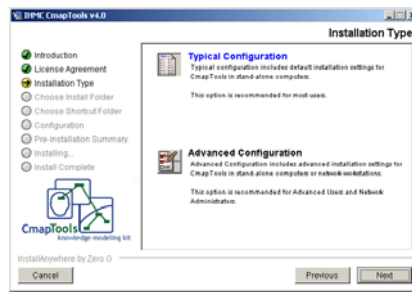 IHMC CmapTools v4.0
Installation Type
Introduction
License Agreement
Installation Type
Choose Install Folder
Choose Shortcut Folder
Configuration
Pre-Installation Summary
Installing...
Install Complete
CmapTools
knowledge modeling kit
Typical Configuration
Typical configuration includes default installation settings for
CmapTools in stand-alone computers.
This option is recommended for most users.
Advanced Configuration
Advanced Configuration includes advanced installation settings for
CmapTools in stand-alone computers or network workstations.
This option is recommended for Advanced Users and Network
Administrators.
InstallAnywhere by Zero G
Cancel
Previous
Next